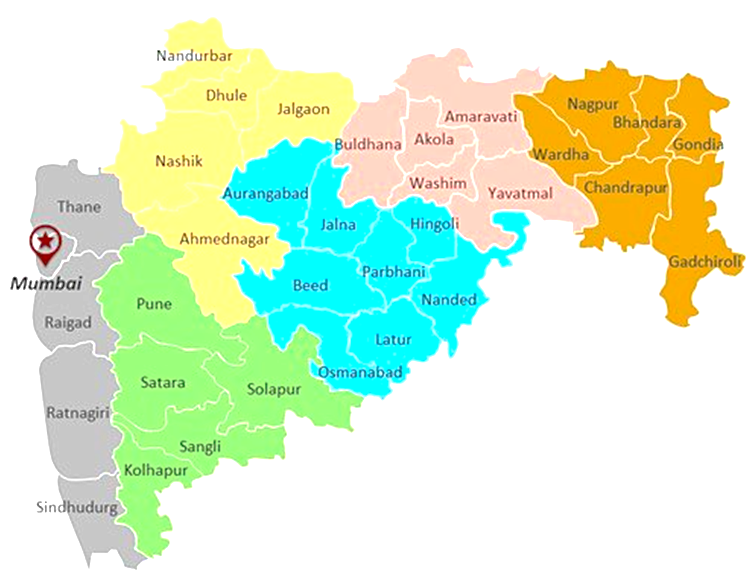 Nandurbar
Dhule
Jalgaon
Nashik
Ahmednagar
Buldhana
Akola
Amaravati
Washim
Yavatmal
Nagpur
Bhandara
Gondia
Wardha
Chandrapur
Gadchiroli
Aurangabad
Jalna
Hingoli
Parbhani
Beed
Nanded
Latur
Osmanabad
Thane
Mumbai
Raigad
Ratnagiri
Sindhudurg
Pune
Satara
Solapur
Sangli
Kolhapur